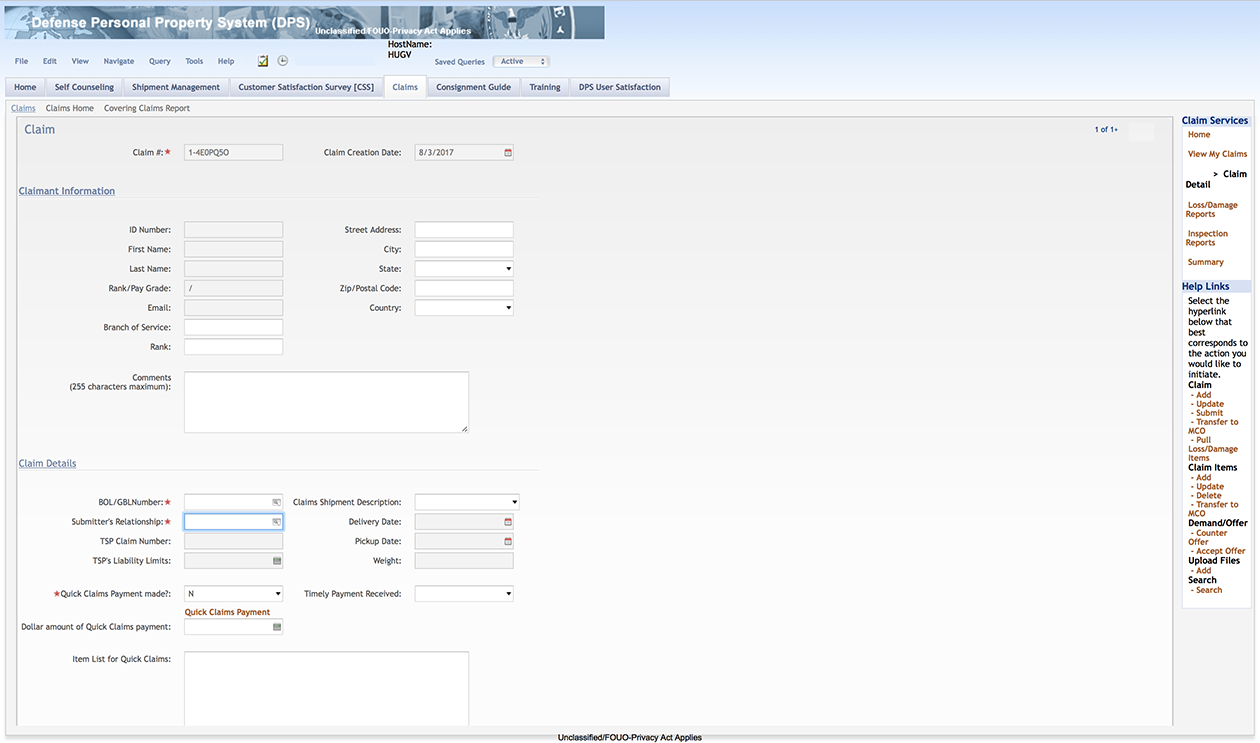 Defense Personal Property System (DPS)
Unclassified/FOUO-Privacy Act Applies
HostName:
HUGV
File Edit View Navigate Query Tools Help
Saved Queries Active
Home Self Counseling Shipment Management Customer Satisfaction Survey [CSS] Claims Consignment Guide Training DPS User Satisfaction
Claims Claims Home Covering Claims Report
Claim
1 of 1+
Claim #:* 1-4E0PQ5O Claim Creation Date: 8/3/2017
Claimant Information
ID Number: Street Address:
First Name: City:
Last Name: State:
Rank/Pay Grade: / Zip/Postal Code:
Email: Country:
Branch of Service:
Rank:
Comments
(255 characters maximum):
Claim Details
BOL/GBLNumber:* Claims Shipment Description:
Submitter's Relationship:* Delivery Date:
TSP Claim Number: Pickup Date:
TSP's Liability Limits: Weight:
*Quick Claims Payment made?: N Timely Payment Received:
Quick Claims Payment
Dollar amount of Quick Claims payment:
Item List for Quick Claims:
Claim Services
Home
View My Claims
> Claim
Detail
Loss/Damage
Reports
Inspection
Reports
Summary
Help Links
Select the
hyperlink
below that
best
corresponds to
the action you
would like to
initiate.
Claim
- Add
- Update
- Submit
- Transfer to
MCO
- Pull
Loss/Damage
Items
Claim Items
- Add
- Update
- Delete
- Transfer to
MCO
Demand/Offer
- Counter
Offer
- Accept Offer
Upload Files
- Add
Search
- Search
Unclassified/FOUO-Privacy Act Applies